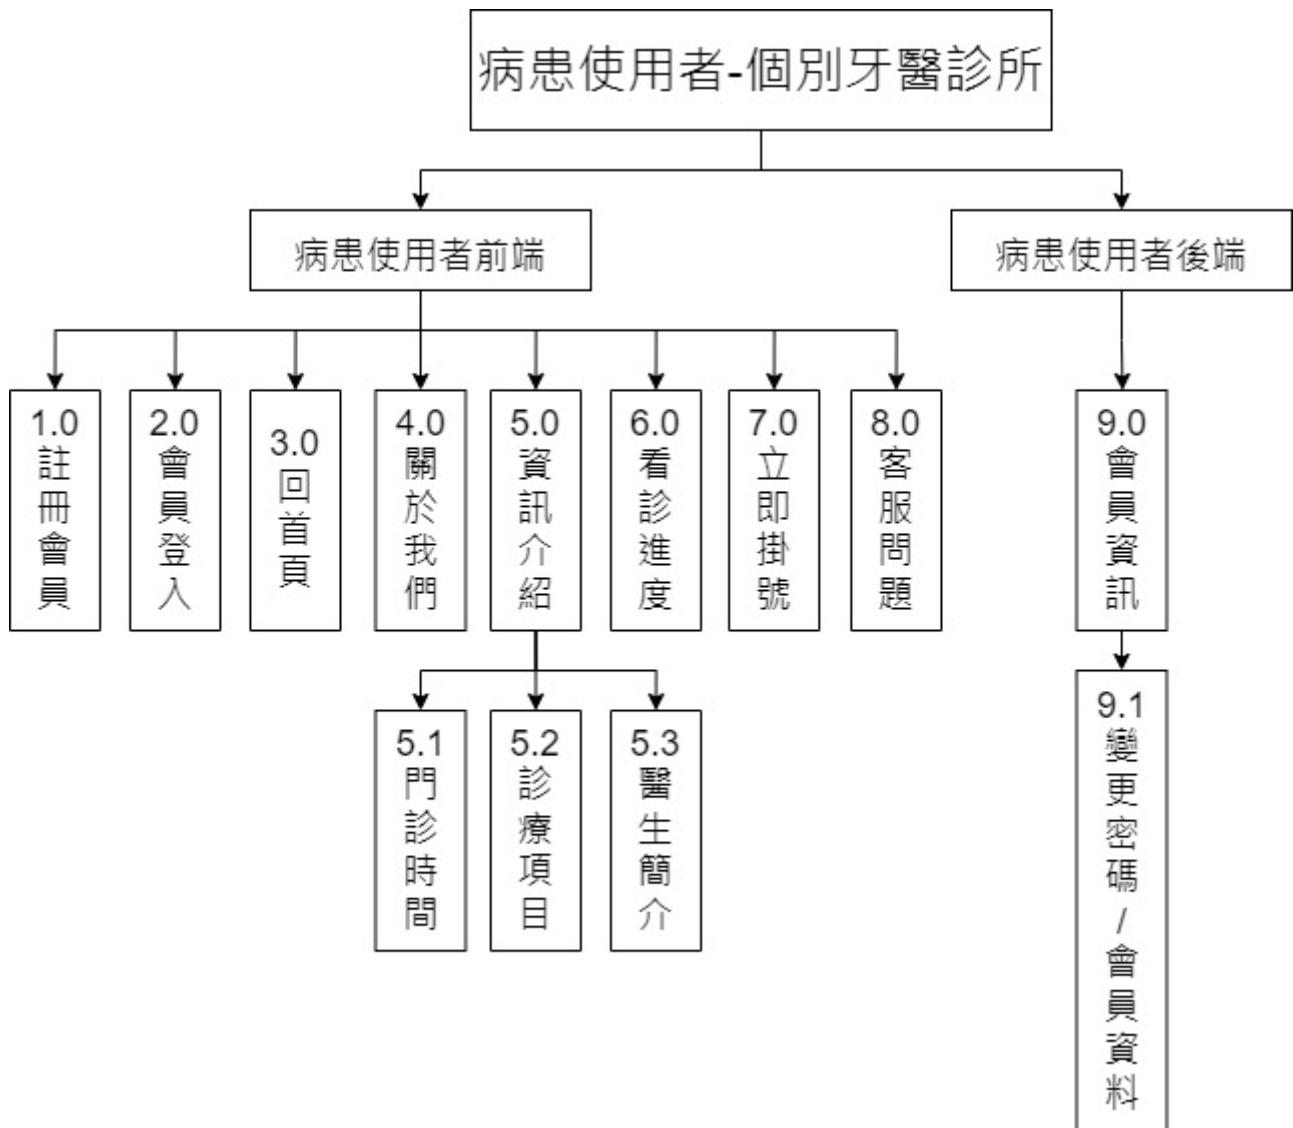 病患使用者-個別牙醫診所
病患使用者前端
病患使用者後端
1.0
註冊會員
2.0
會員登入
3.0
回首頁
4.0
關於我們
5.0
資訊介紹
6.0
看診進度
7.0
立即掛號
8.0
客服問題
9.0
會員資訊
5.1
門診時間
5.2
診療項目
5.3
醫生簡介
9.1
變更密碼/會員資料